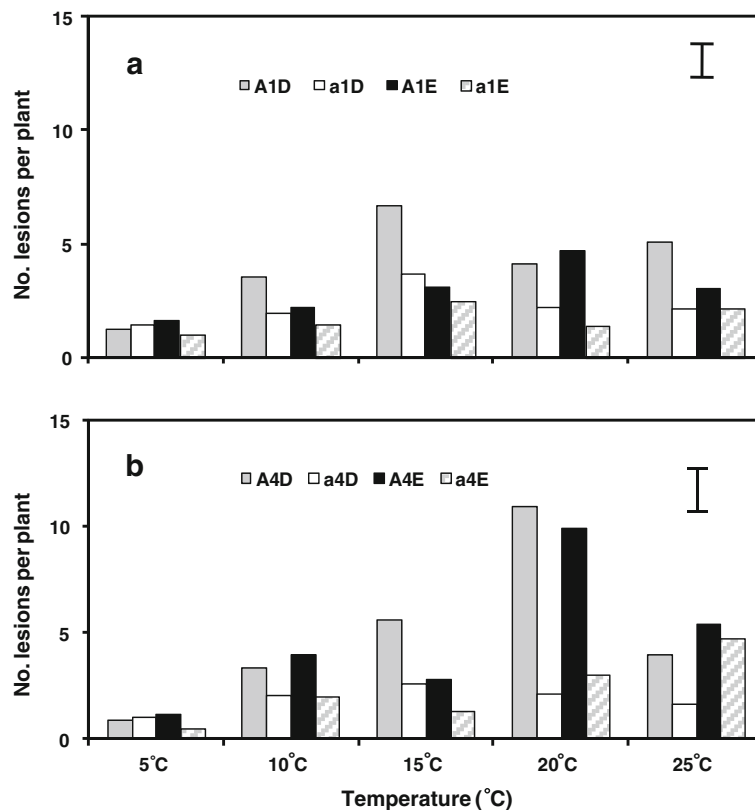 15
a
A1D a1D A1E a1E
10
No. lesions per plant
5
0
15
b
A4D a4D A4E a4E
10
No. lesions per plant
5
0
5°C 10°C 15°C 20°C 25°C
Temperature (°C)